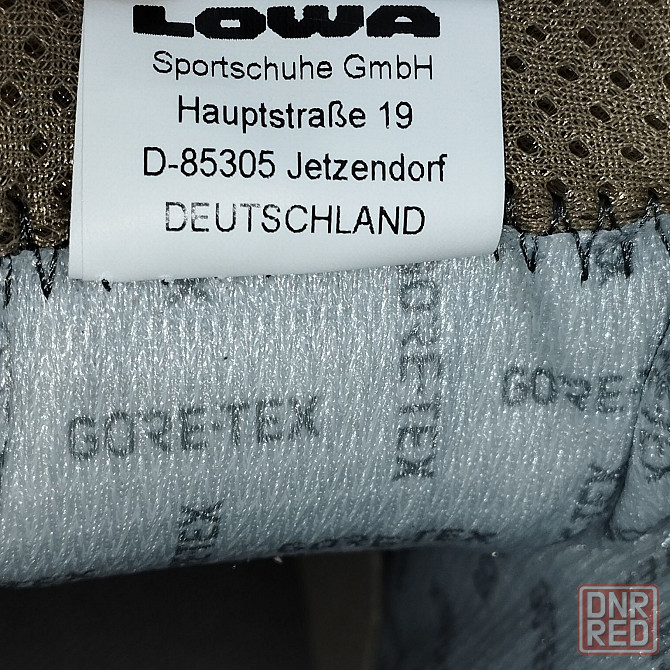 LOWA
Sportschuhe GmbH
Hauptstraße 19
D-85305 Jetzendorf
DEUTSCHLAND
GORE-TEX
GORE-TEX
GORE-
TEX
GORE-TEX
DNR
RED